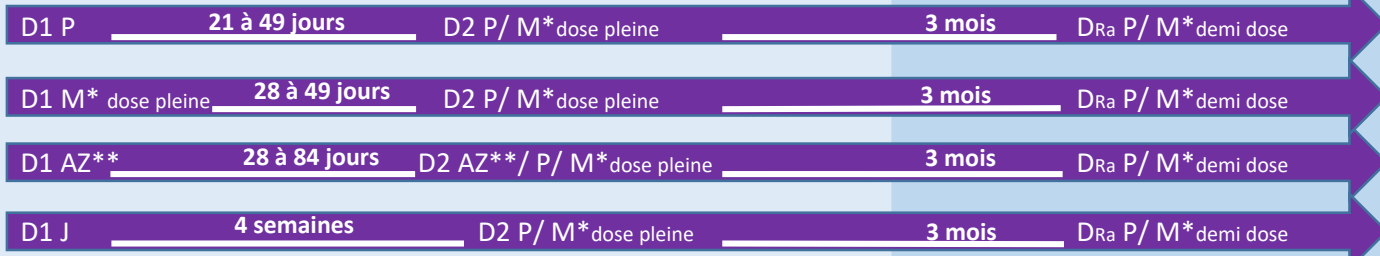 D1 P 21 à 49 jours D2 P/ M*dose pleine 3 mois DRa P/ M*demi dose
D1 M* dose pleine 28 à 49 jours D2 P/ M*dose pleine 3 mois DRa P/ M*demi dose
D1 AZ** 28 à 84 jours D2 AZ**/ P/ M*dose pleine 3 mois DRa P/ M*demi dose
D1 J 4 semaines D2 P/ M*dose pleine 3 mois DRa P/ M*demi dose